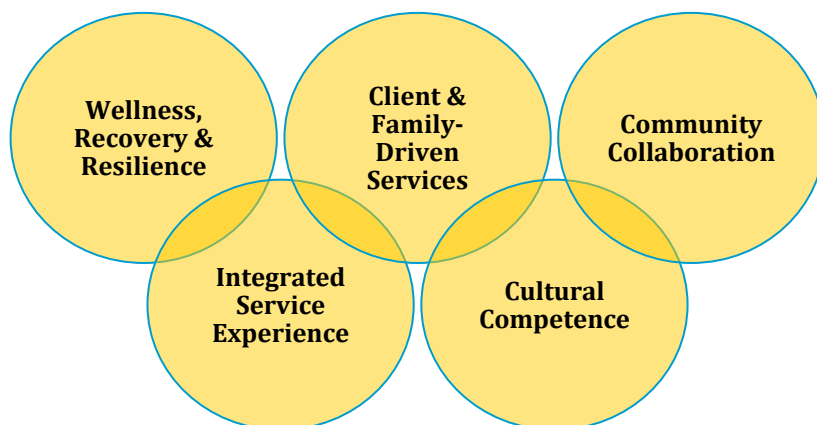 Wellness,
Recovery &
Resilience
Client &
Family-
Driven
Services
Community
Collaboration
Integrated
Service
Experience
Cultural
Competence